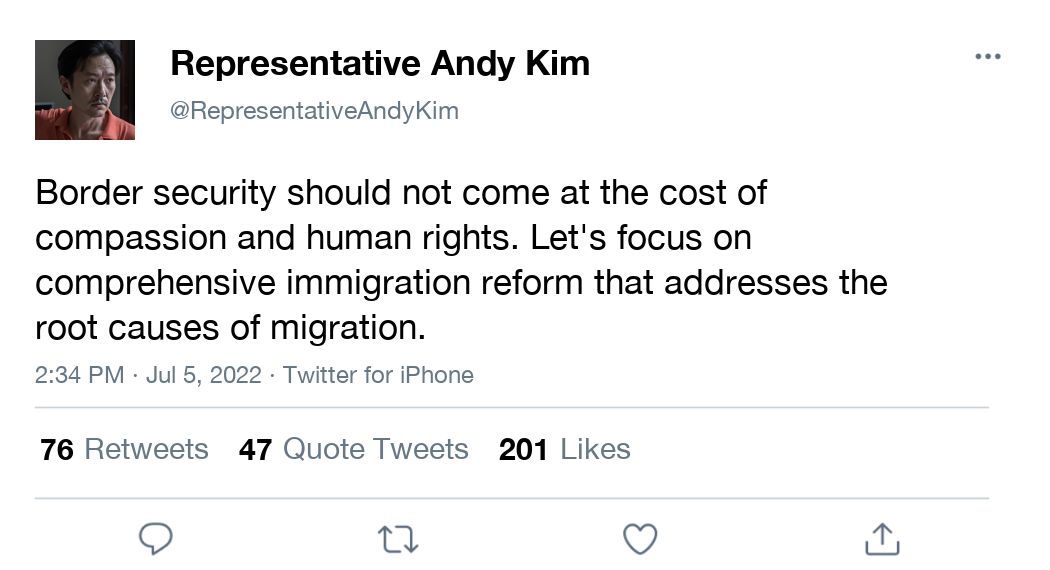 Representative Andy Kim
@RepresentativeAndyKim
Border security should not come at the cost of
compassion and human rights. Let's focus on
comprehensive immigration reform that addresses the
root causes of migration.
2:34 PM · Jul 5, 2022 · Twitter for iPhone
76 Retweets 47 Quote Tweets 201 Likes